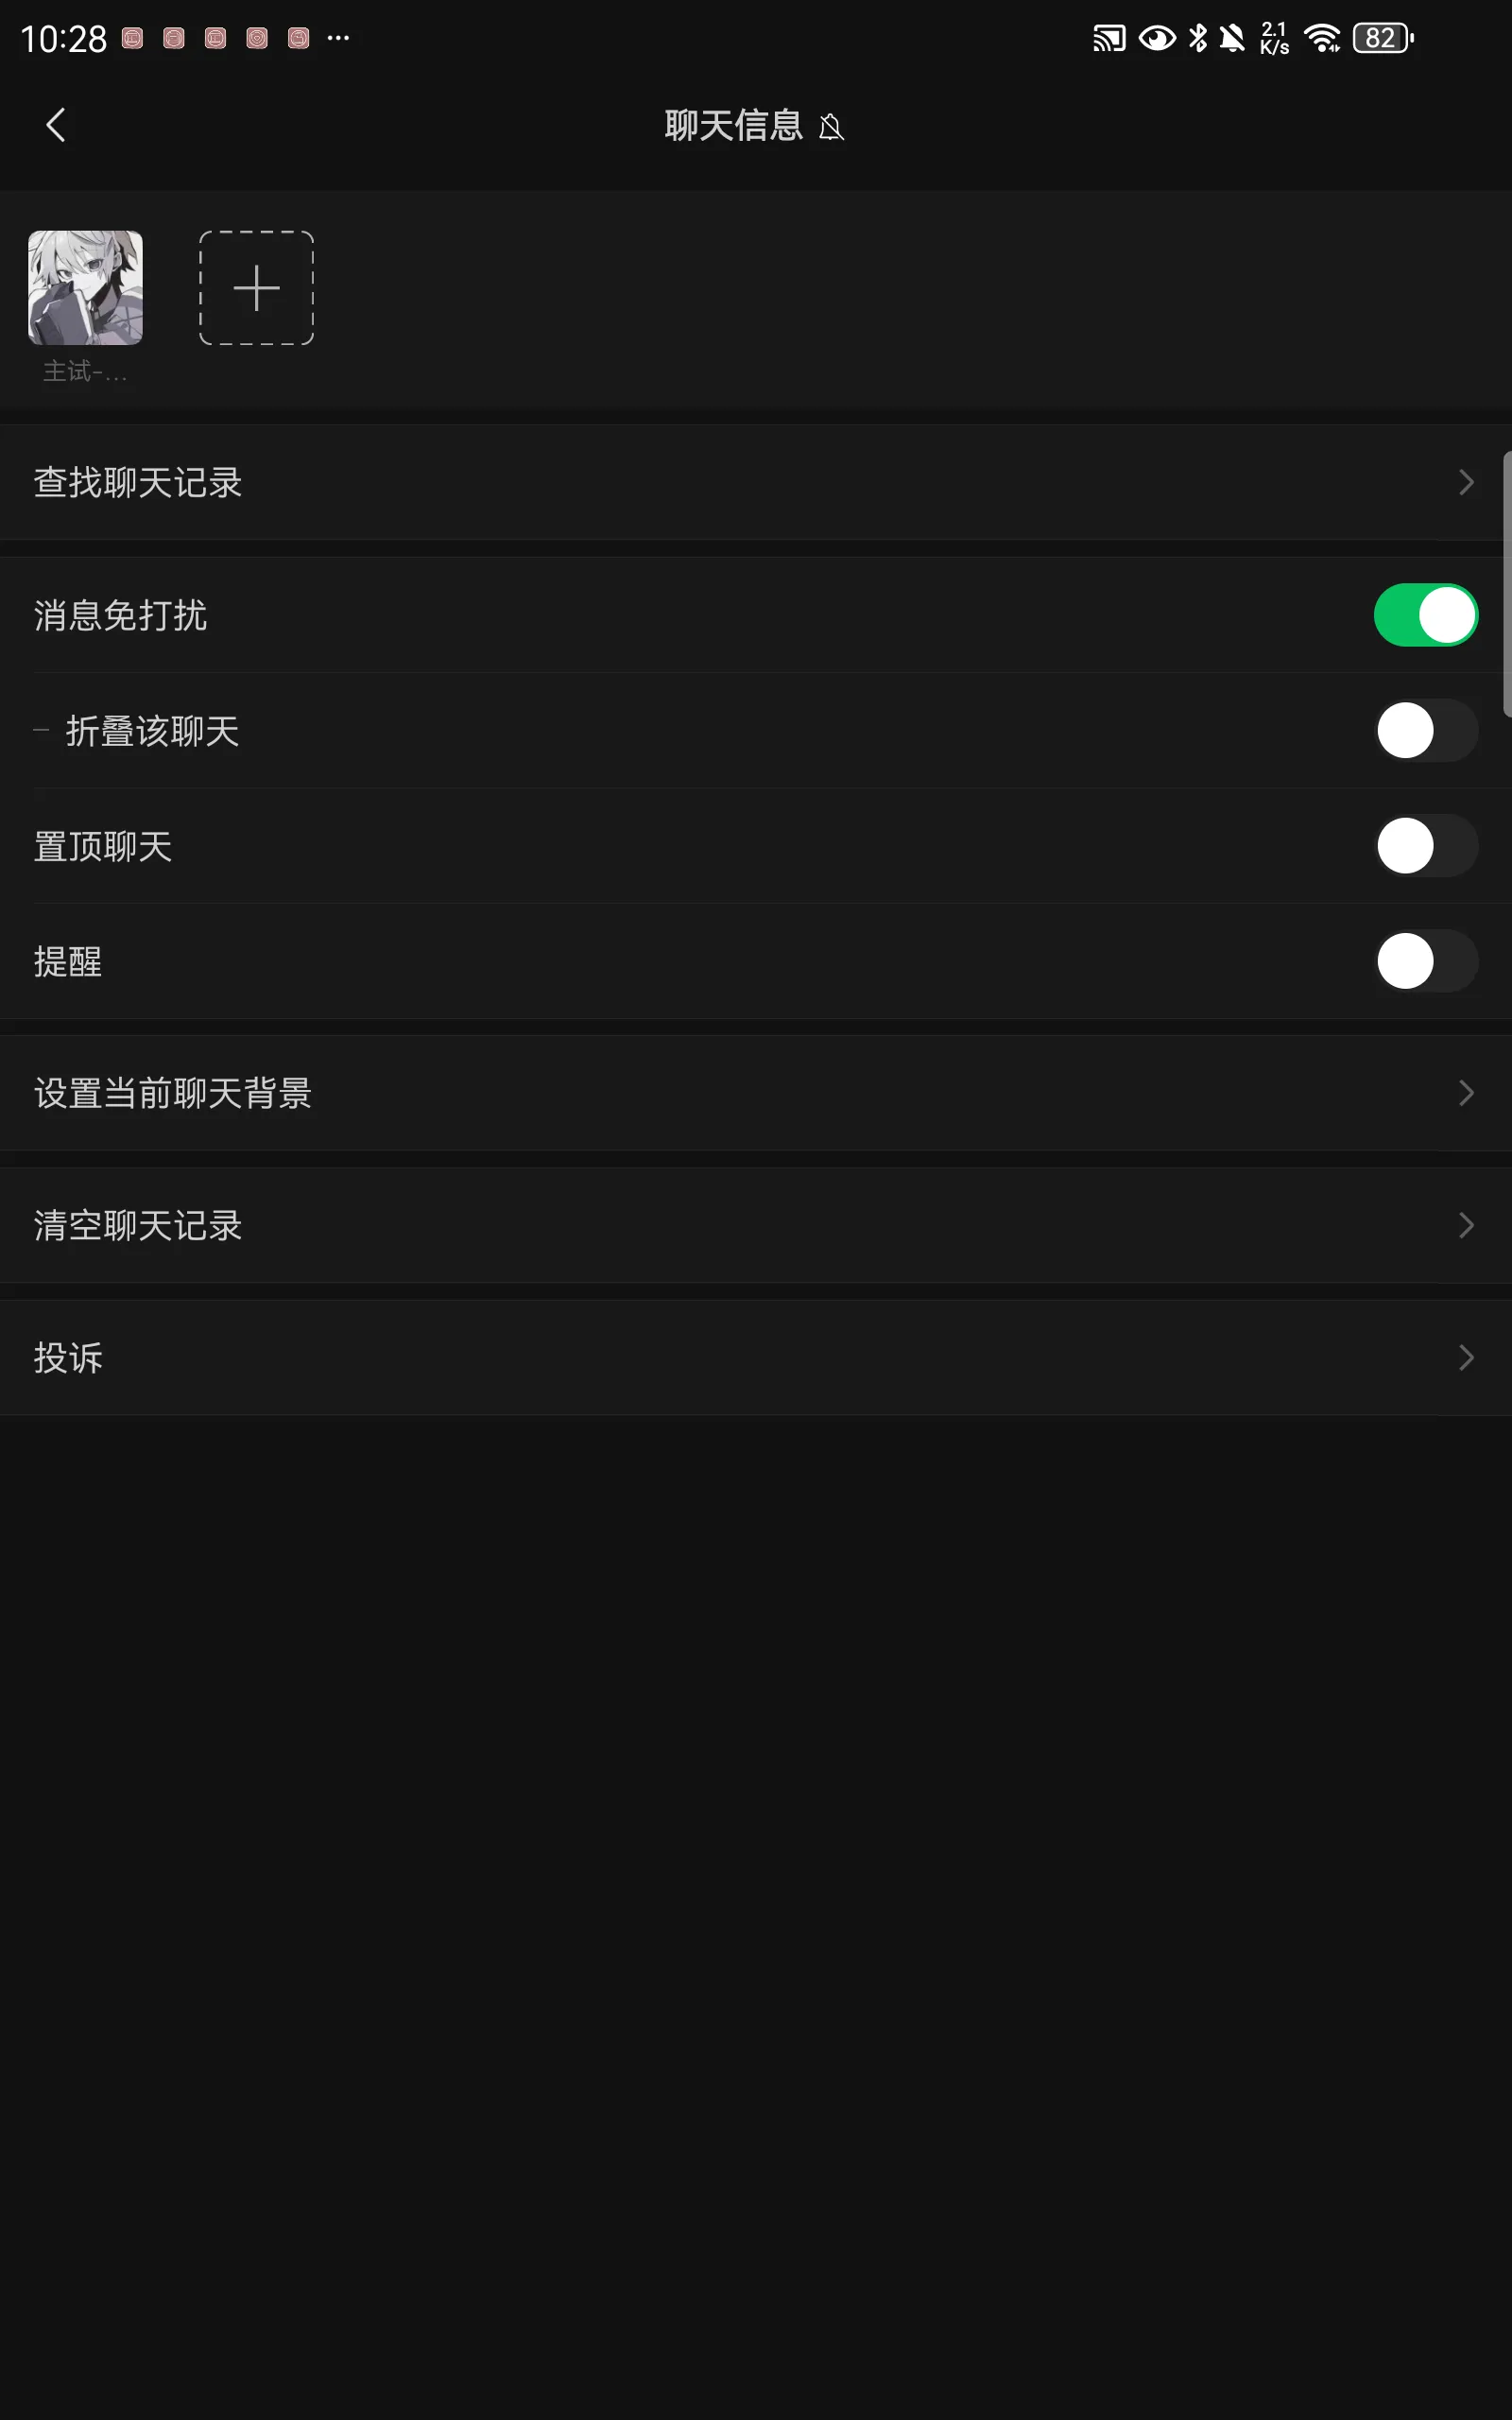 10:28 ··· 2.1 K/s 82
聊天信息
主试-...
查找聊天记录
消息免打扰
– 折叠该聊天
置顶聊天
提醒
设置当前聊天背景
清空聊天记录
投诉